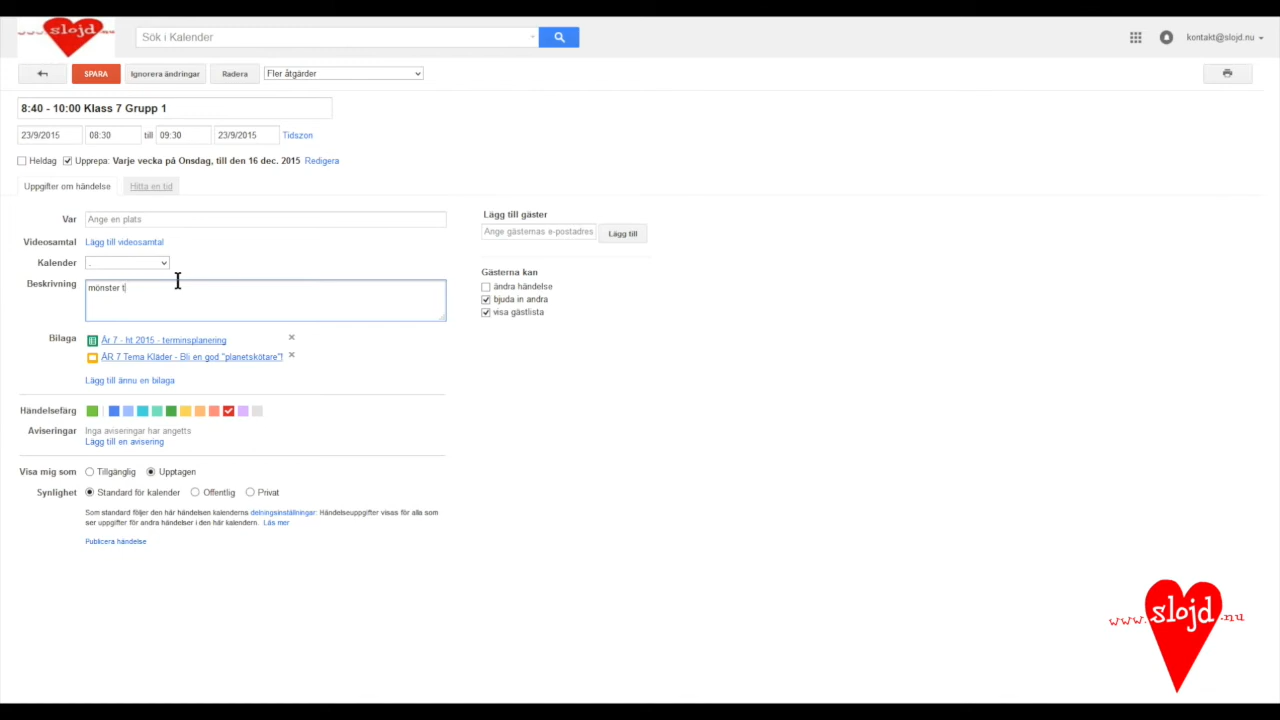 www.slojd.nu
Sök i Kalender
kontakt@slojd.nu
SPARA Ignorera ändringar Radera Fler åtgärder
8:40 - 10:00 Klass 7 Grupp 1
23/9/2015 08:30 till 09:30 23/9/2015 Tidszon
Heldag Upprepa: Varje vecka på Onsdag, till den 16 dec. 2015 Redigera
Uppgifter om händelse Hitta en tid
Var Ange en plats
Videosamtal Lägg till videosamtal
Kalender .
Beskrivning mönster t
Bilaga År 7 - ht 2015 - terminsplanering
ÅR 7 Tema Kläder - Bli en god "planetskötare"!
Lägg till ännu en bilaga
Händelsefärg
Aviseringar Inga aviseringar har angetts
Lägg till en avisering
Visa mig som Tillgänglig Upptagen
Synlighet Standard för kalender Offentlig Privat
Som standard följer den här händelsen kalenderns delningsinställningar: Händelseuppgifter visas för alla som
ser uppgifter för andra händelser i den här kalendern. Läs mer
Publicera händelse
Lägg till gäster
Ange gästernas e-postadres Lägg till
Gästerna kan
ändra händelse
bjuda in andra
visa gästlista
www.slojd.nu